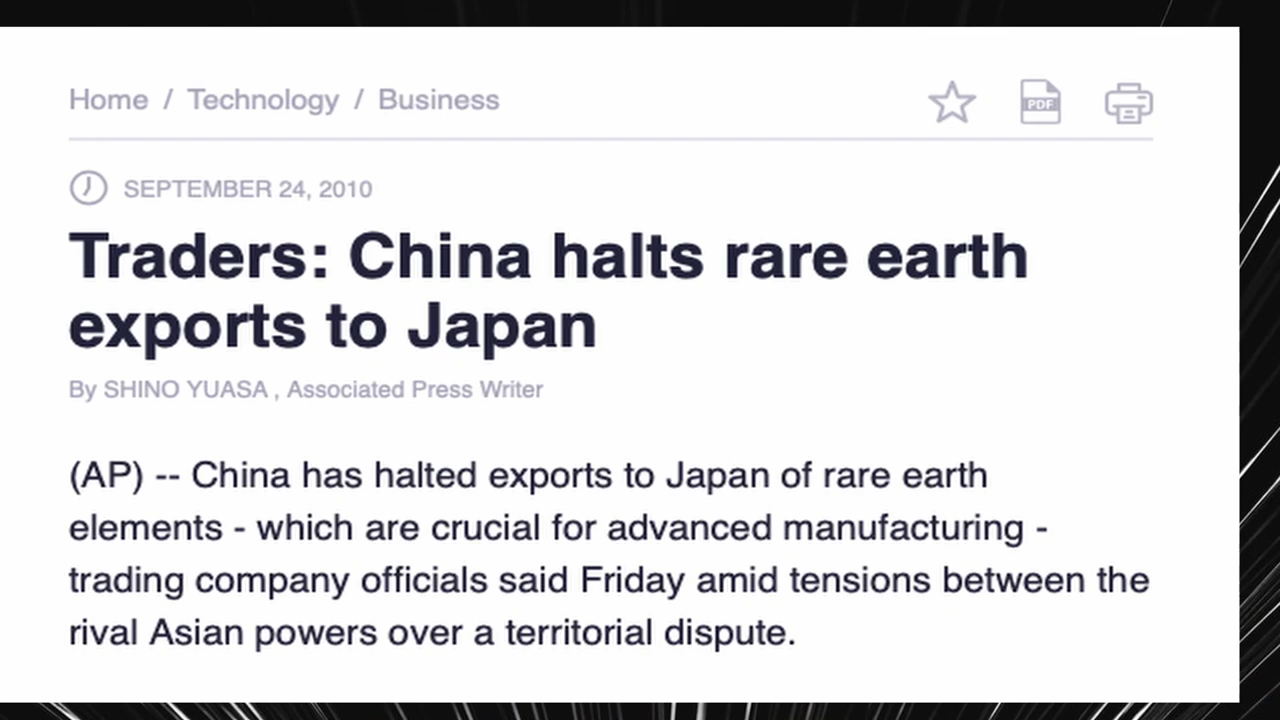 Home / Technology / Business
PDF
SEPTEMBER 24, 2010
Traders: China halts rare earth
exports to Japan
By SHINO YUASA , Associated Press Writer
(AP) -- China has halted exports to Japan of rare earth
elements - which are crucial for advanced manufacturing -
trading company officials said Friday amid tensions between the
rival Asian powers over a territorial dispute.